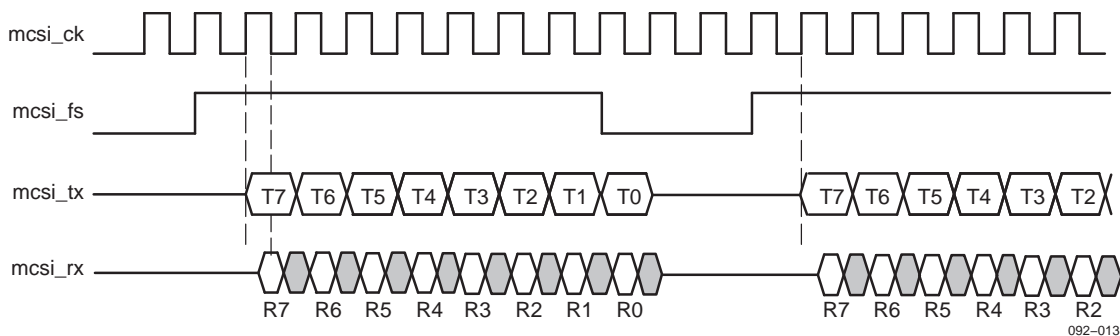 mcsi_ck
mcsi_fs
mcsi_tx T7 T6 T5 T4 T3 T2 T1 T0 T7 T6 T5 T4 T3 T2
mcsi_rx
R7 R6 R5 R4 R3 R2 R1 R0 R7 R6 R5 R4 R3 R2
092–013